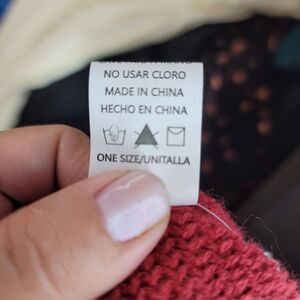 NO USAR CLORO
MADE IN CHINA
HECHO EN CHINA
ONE SIZE/UNITALLA